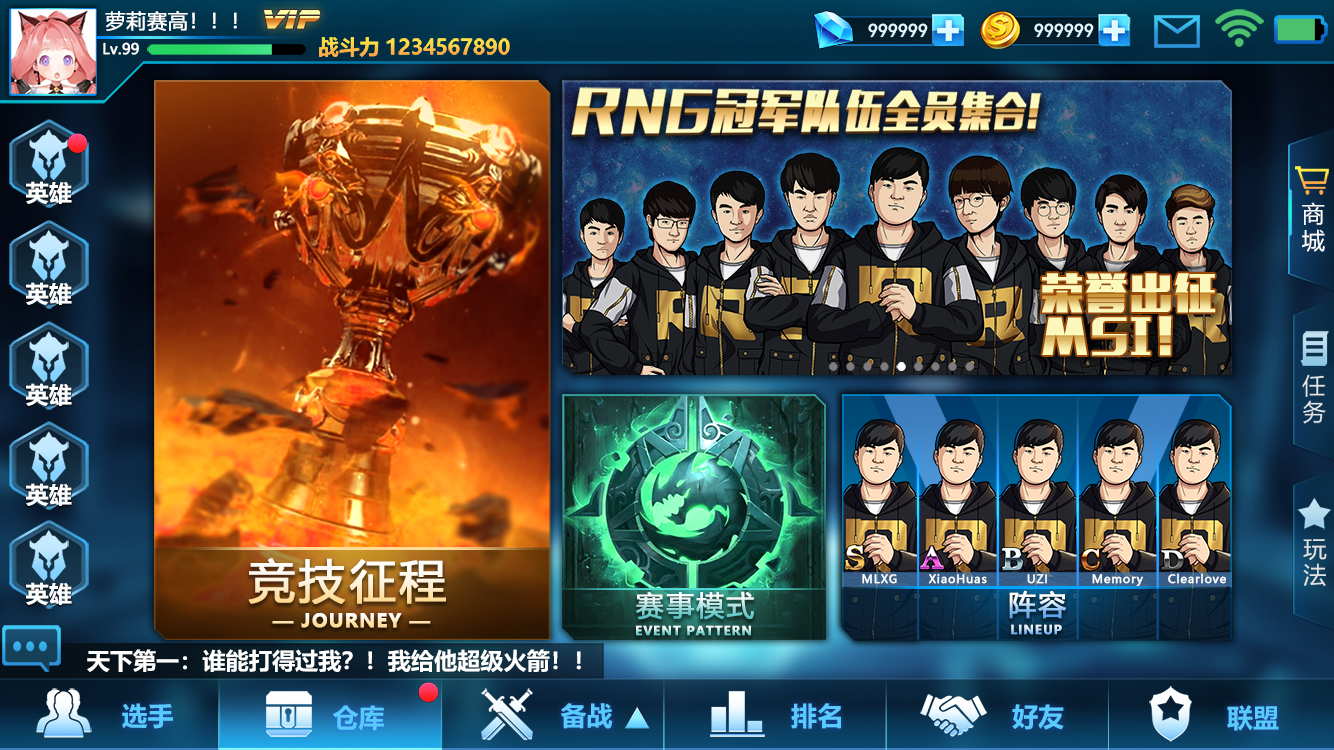 萝莉赛高！！！ VIP
Lv.99
战斗力 1234567890
999999
999999
英雄
英雄
英雄
英雄
英雄
竞技征程
— JOURNEY —
RNG冠军队伍全员集合!
荣誉出征
MSI!
赛事模式
EVENT PATTERN
S
A
B
C
D
MLXG
XiaoHuas
UZI
Memory
Clearlove
阵容
LINEUP
商城
任务
玩法
天下第一：谁能打得过我？！我给他超级火箭！！
选手
仓库
备战
排名
好友
联盟